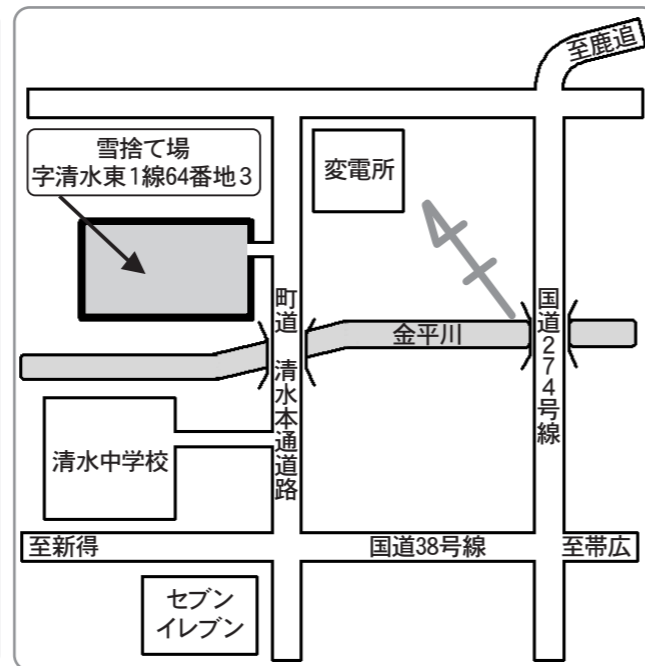 至鹿追
雪捨て場
字清水東1線64番地3
変電所
町道 清水本通道路
国道274号線
金平川
清水中学校
至新得
国道38号線
至帯広
セブン
イレブン